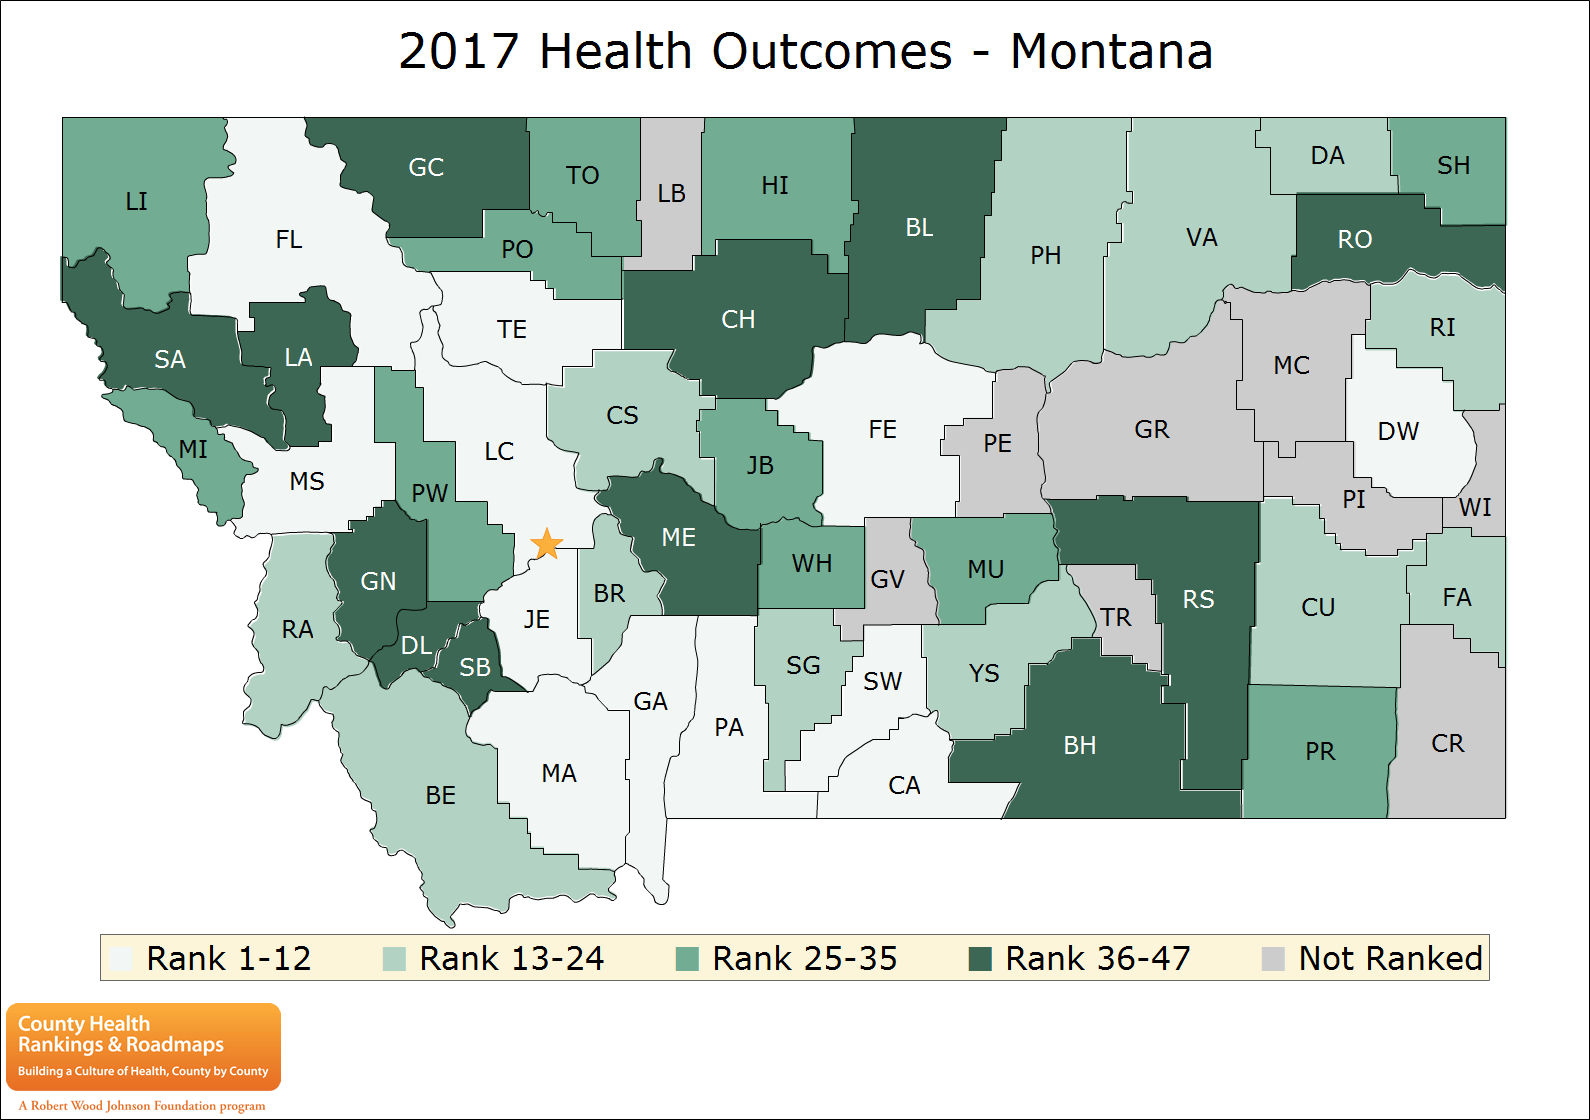 2017 Health Outcomes - Montana
GC
TO
LB
HI
DA
SH
LI
FL
PO
BL
PH
VA
RO
TE
CH
RI
SA
LA
MC
CS
FE
PE
GR
DW
MI
LC
JB
MS
PW
PI
WI
ME
GN
WH
GV
MU
BR
RS
CU
FA
RA
JE
TR
DL
SB
SG
SW
YS
GA
PA
BH
CR
PR
MA
BE
CA
Rank 1-12
Rank 13-24
Rank 25-35
Rank 36-47
Not Ranked
County Health
Rankings & Roadmaps
Building a Culture of Health, County by County
A Robert Wood Johnson Foundation program